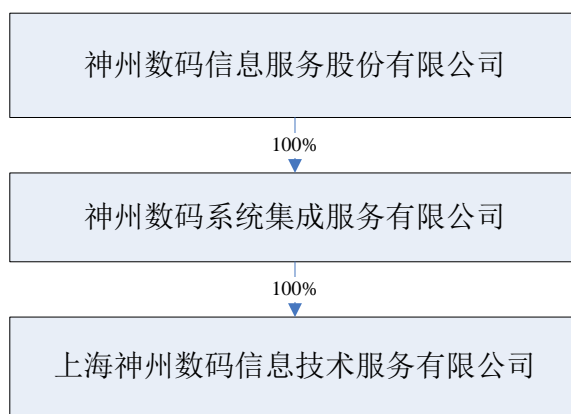 神州数码信息服务股份有限公司
100%
神州数码系统集成服务有限公司
100%
上海神州数码信息技术服务有限公司